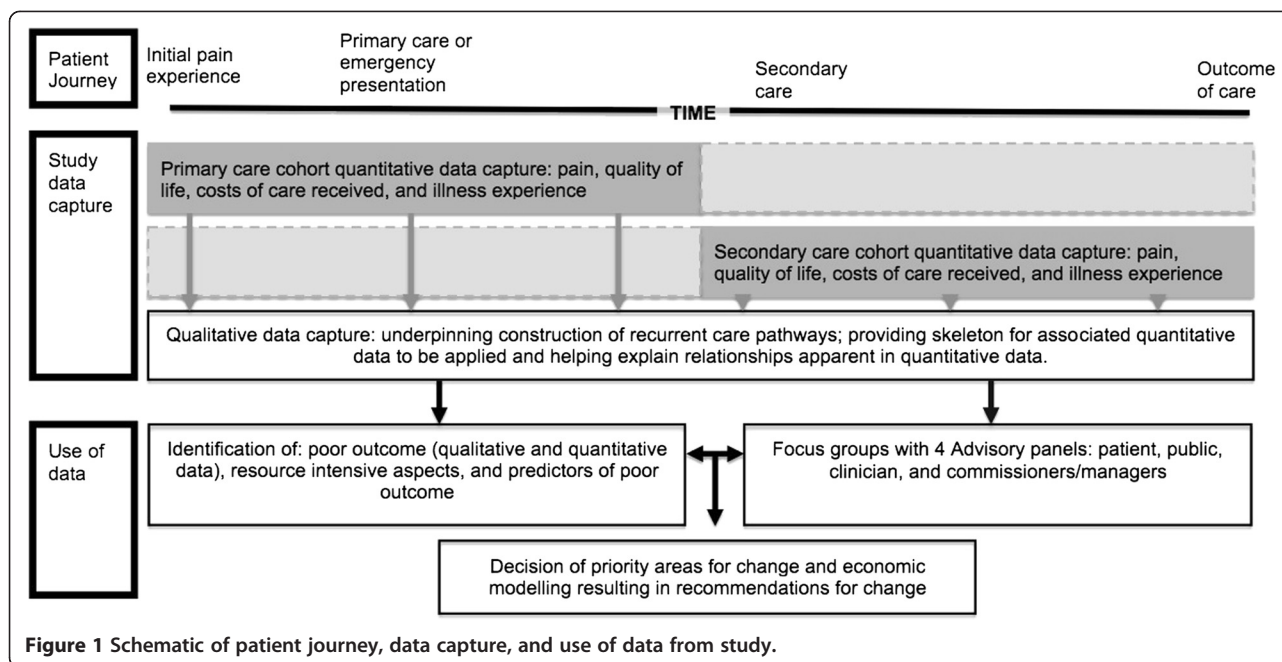 Patient
Journey
Initial pain
experience
Primary care or
emergency
presentation
Secondary
care
Outcome
of care
TIME
Study
data
capture
Primary care cohort quantitative data capture: pain, quality of
life, costs of care received, and illness experience
Secondary care cohort quantitative data capture: pain,
quality of life, costs of care received, and illness experience
Qualitative data capture: underpinning construction of recurrent care pathways; providing skeleton for associated quantitative
data to be applied and helping explain relationships apparent in quantitative data.
Use of
data
Identification of: poor outcome (qualitative and quantitative
data), resource intensive aspects, and predictors of poor
outcome
Focus groups with 4 Advisory panels: patient, public,
clinician, and commissioners/managers
Decision of priority areas for change and economic
modelling resulting in recommendations for change
Figure 1 Schematic of patient journey, data capture, and use of data from study.